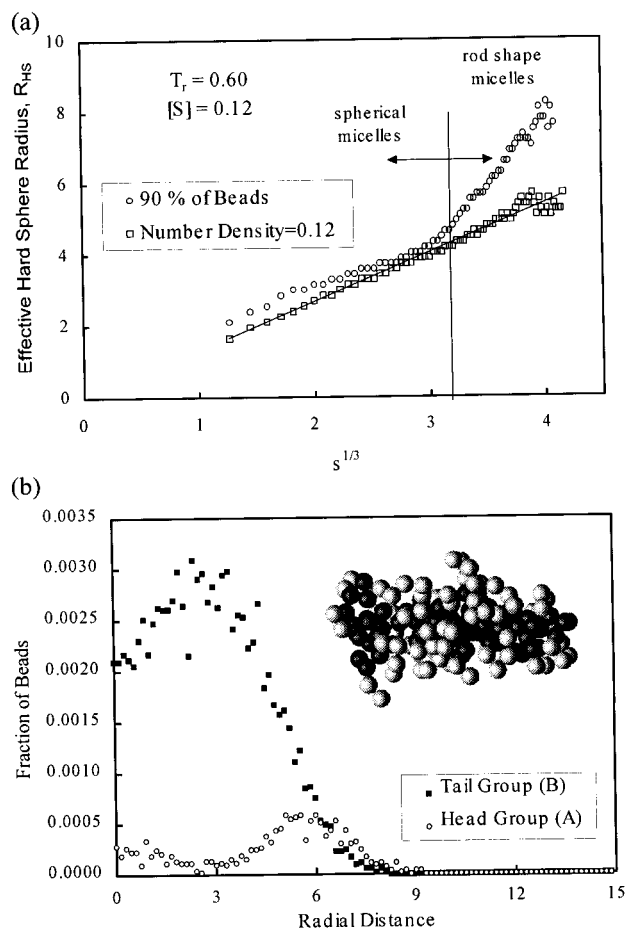 (a)
10
8
6
4
2
0
Effective Hard Sphere Radius, R_HS
T_r = 0.60
[S] = 0.12
rod shape
micelles
spherical
micelles
○ 90 % of Beads
□ Number Density=0.12
0 1 2 3 4
s^1/3
(b)
0.0035
0.0030
0.0025
0.0020
0.0015
0.0010
0.0005
0.0000
Fraction of Beads
■ Tail Group (B)
○ Head Group (A)
0 3 6 9 12 15
Radial Distance